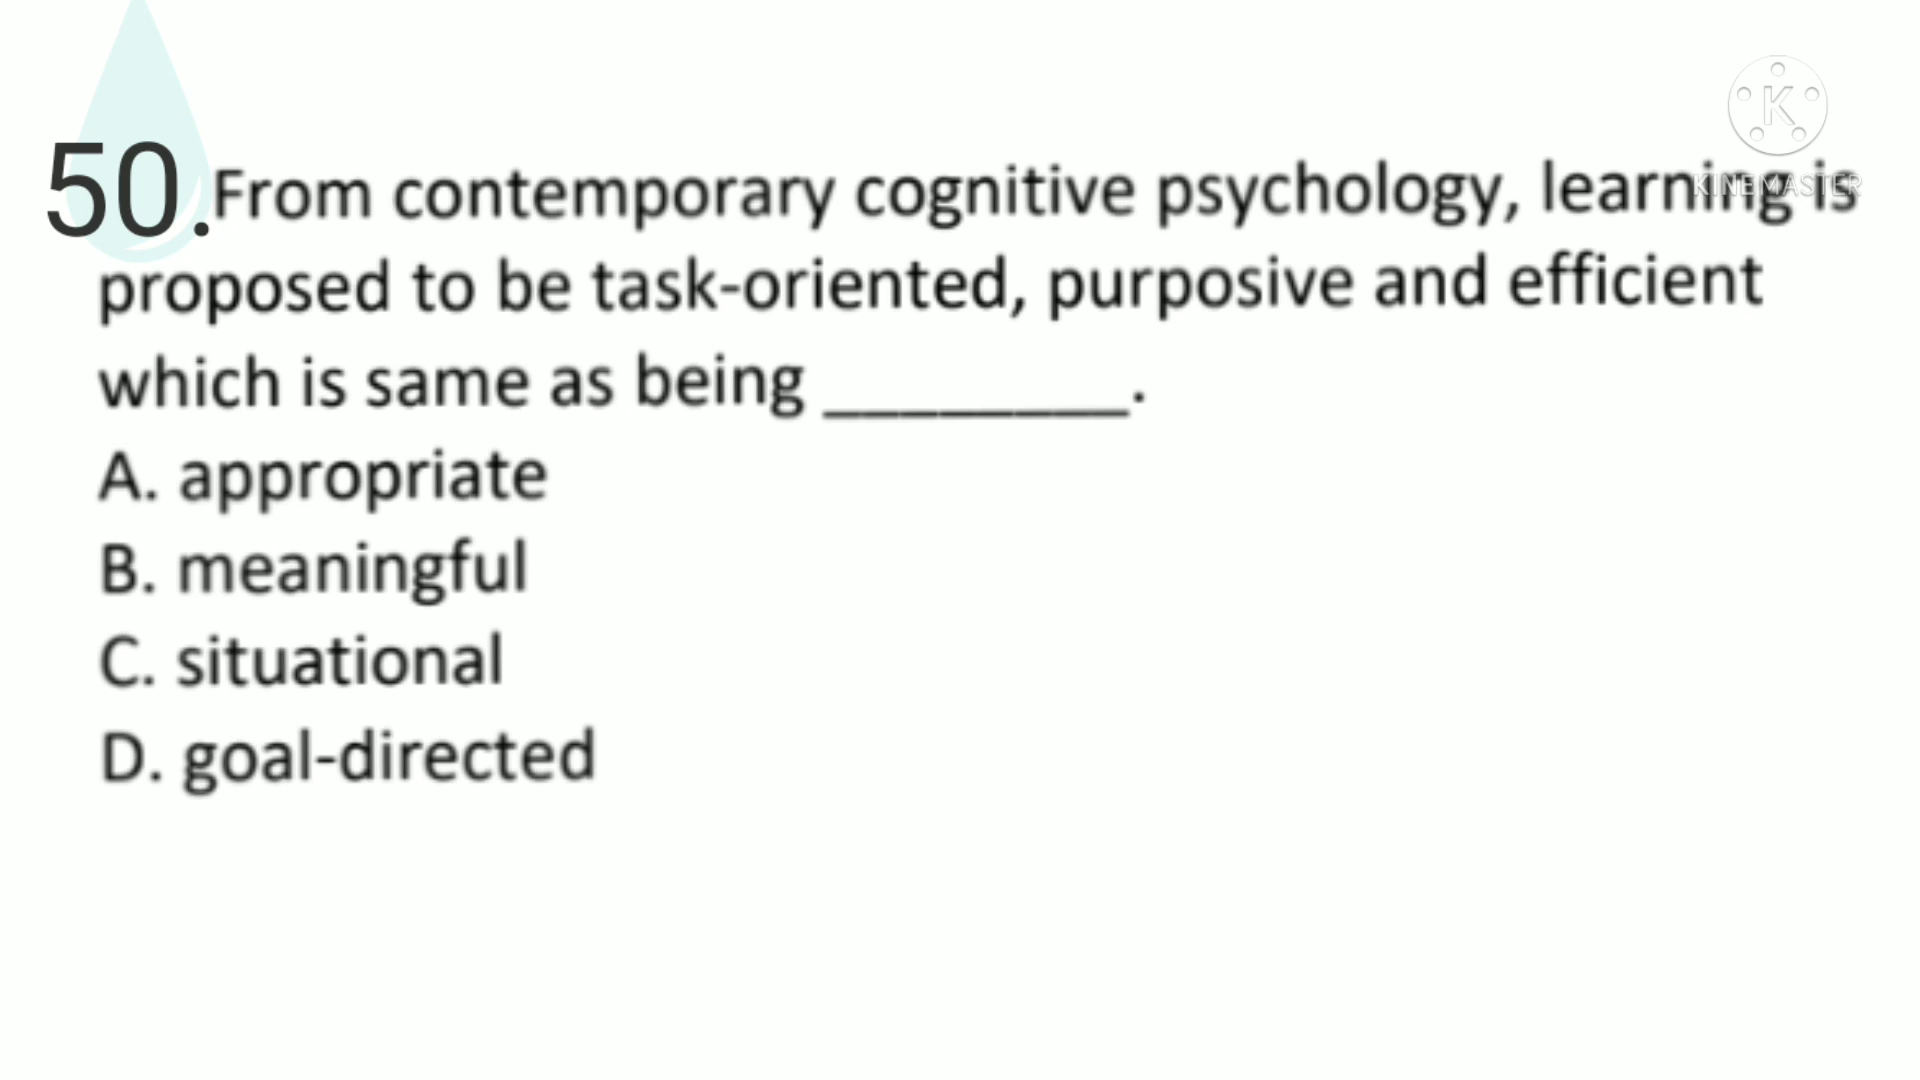 K
KINEMASTER
50. From contemporary cognitive psychology, learning is
proposed to be task-oriented, purposive and efficient
which is same as being ________.
A. appropriate
B. meaningful
C. situational
D. goal-directed